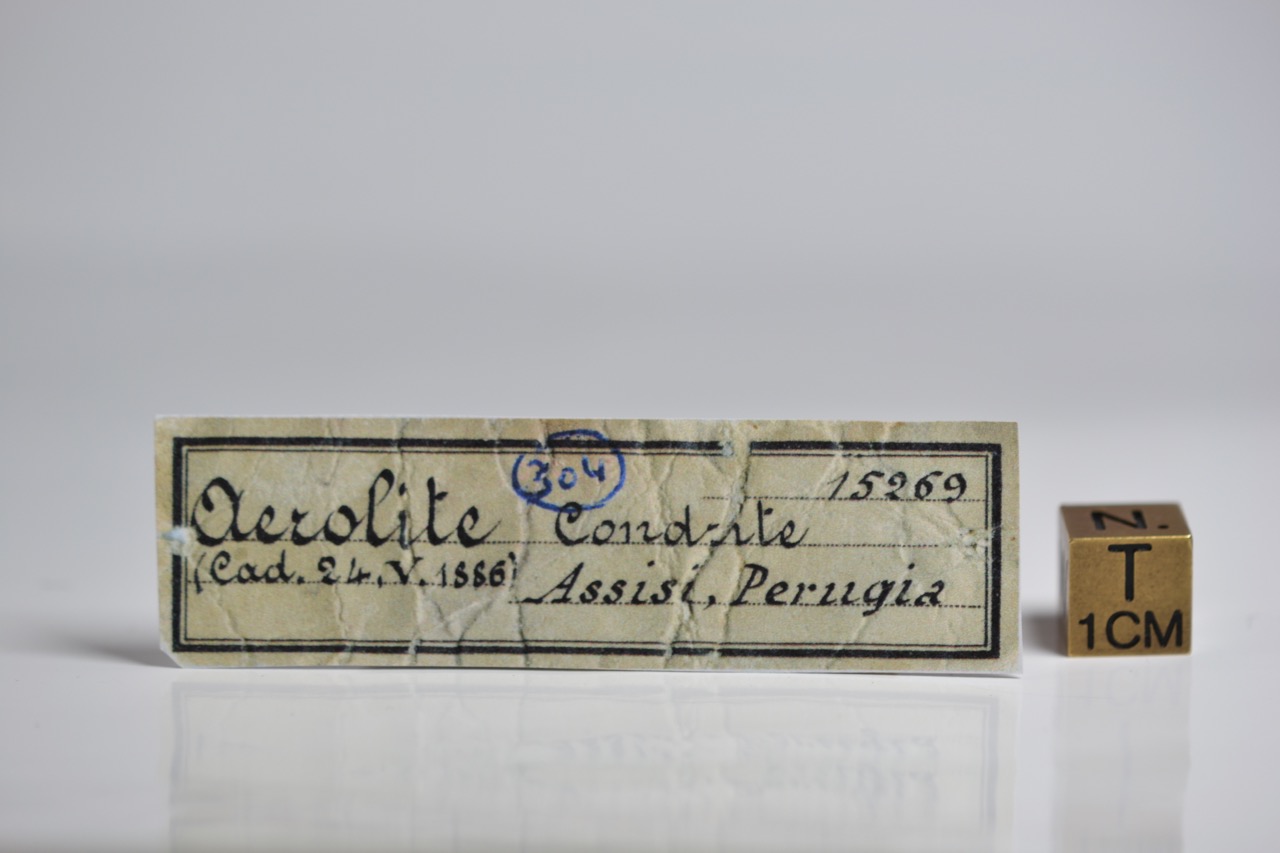 304
15269
Aerolite Condrite
(Cad. 24, V. 1886)
Assisi, Perugia
N.
T
1CM